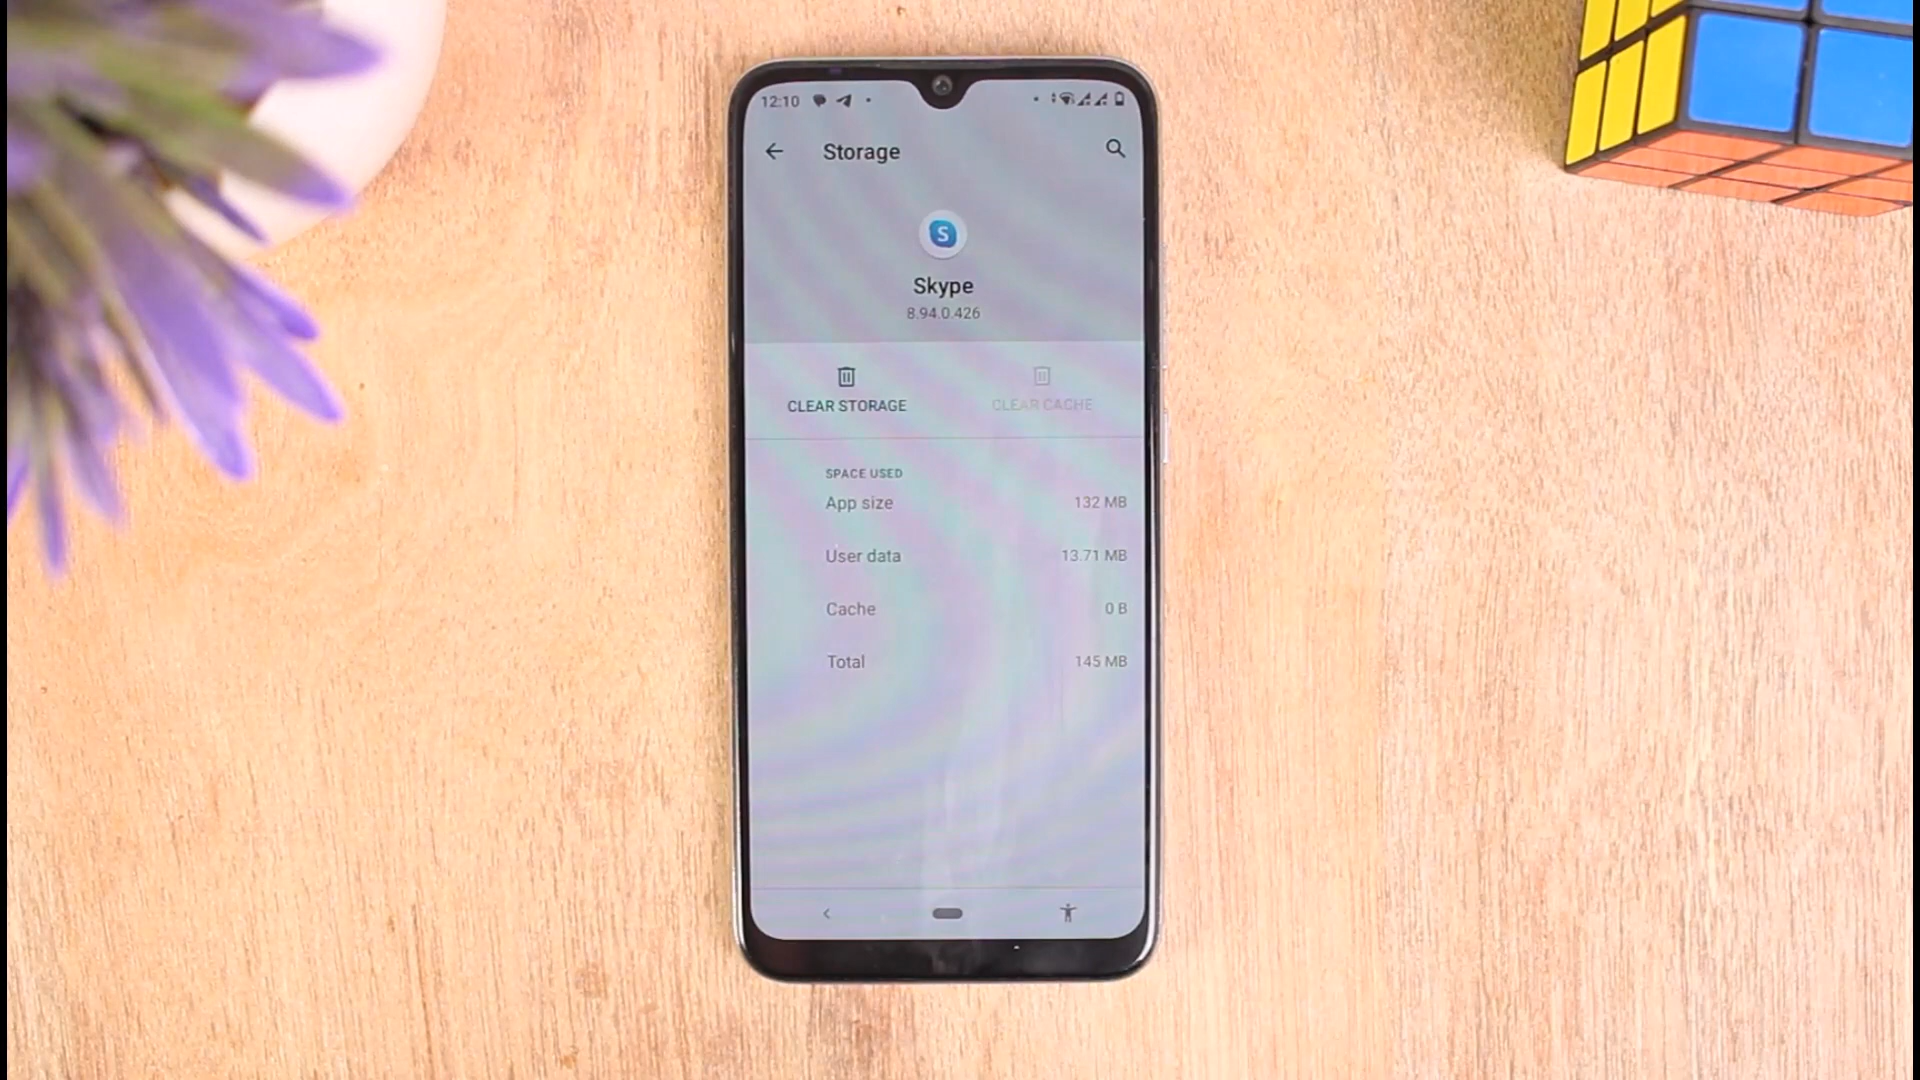 12:10
Storage
S
Skype
8.94.0.426
CLEAR STORAGE
CLEAR CACHE
SPACE USED
App size 132 MB
User data 13.71 MB
Cache 0 B
Total 145 MB